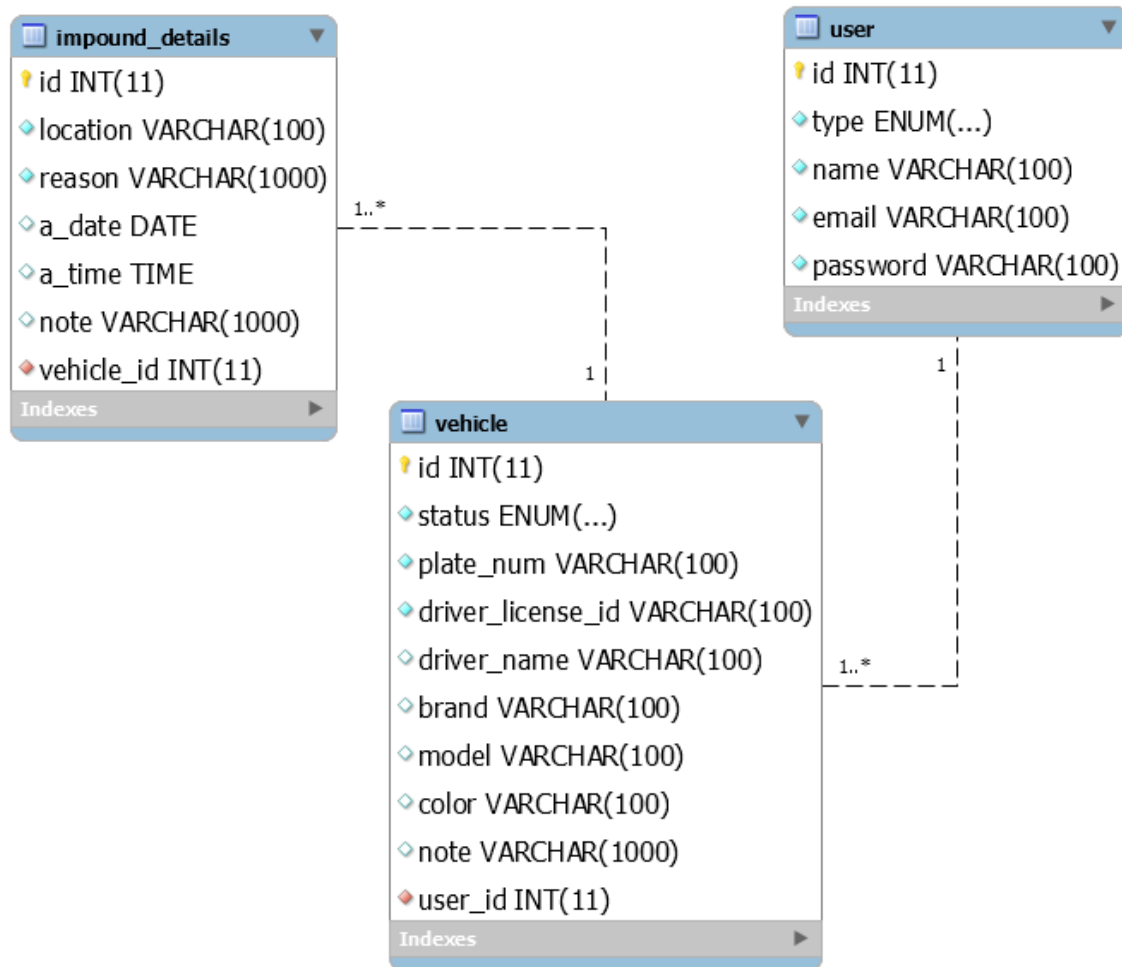 impound_details
id INT(11)
location VARCHAR(100)
reason VARCHAR(1000)
a_date DATE
a_time TIME
note VARCHAR(1000)
vehicle_id INT(11)
Indexes
1..*
1
user
id INT(11)
type ENUM(...)
name VARCHAR(100)
email VARCHAR(100)
password VARCHAR(100)
Indexes
1
1..*
vehicle
id INT(11)
status ENUM(...)
plate_num VARCHAR(100)
driver_license_id VARCHAR(100)
driver_name VARCHAR(100)
brand VARCHAR(100)
model VARCHAR(100)
color VARCHAR(100)
note VARCHAR(1000)
user_id INT(11)
Indexes